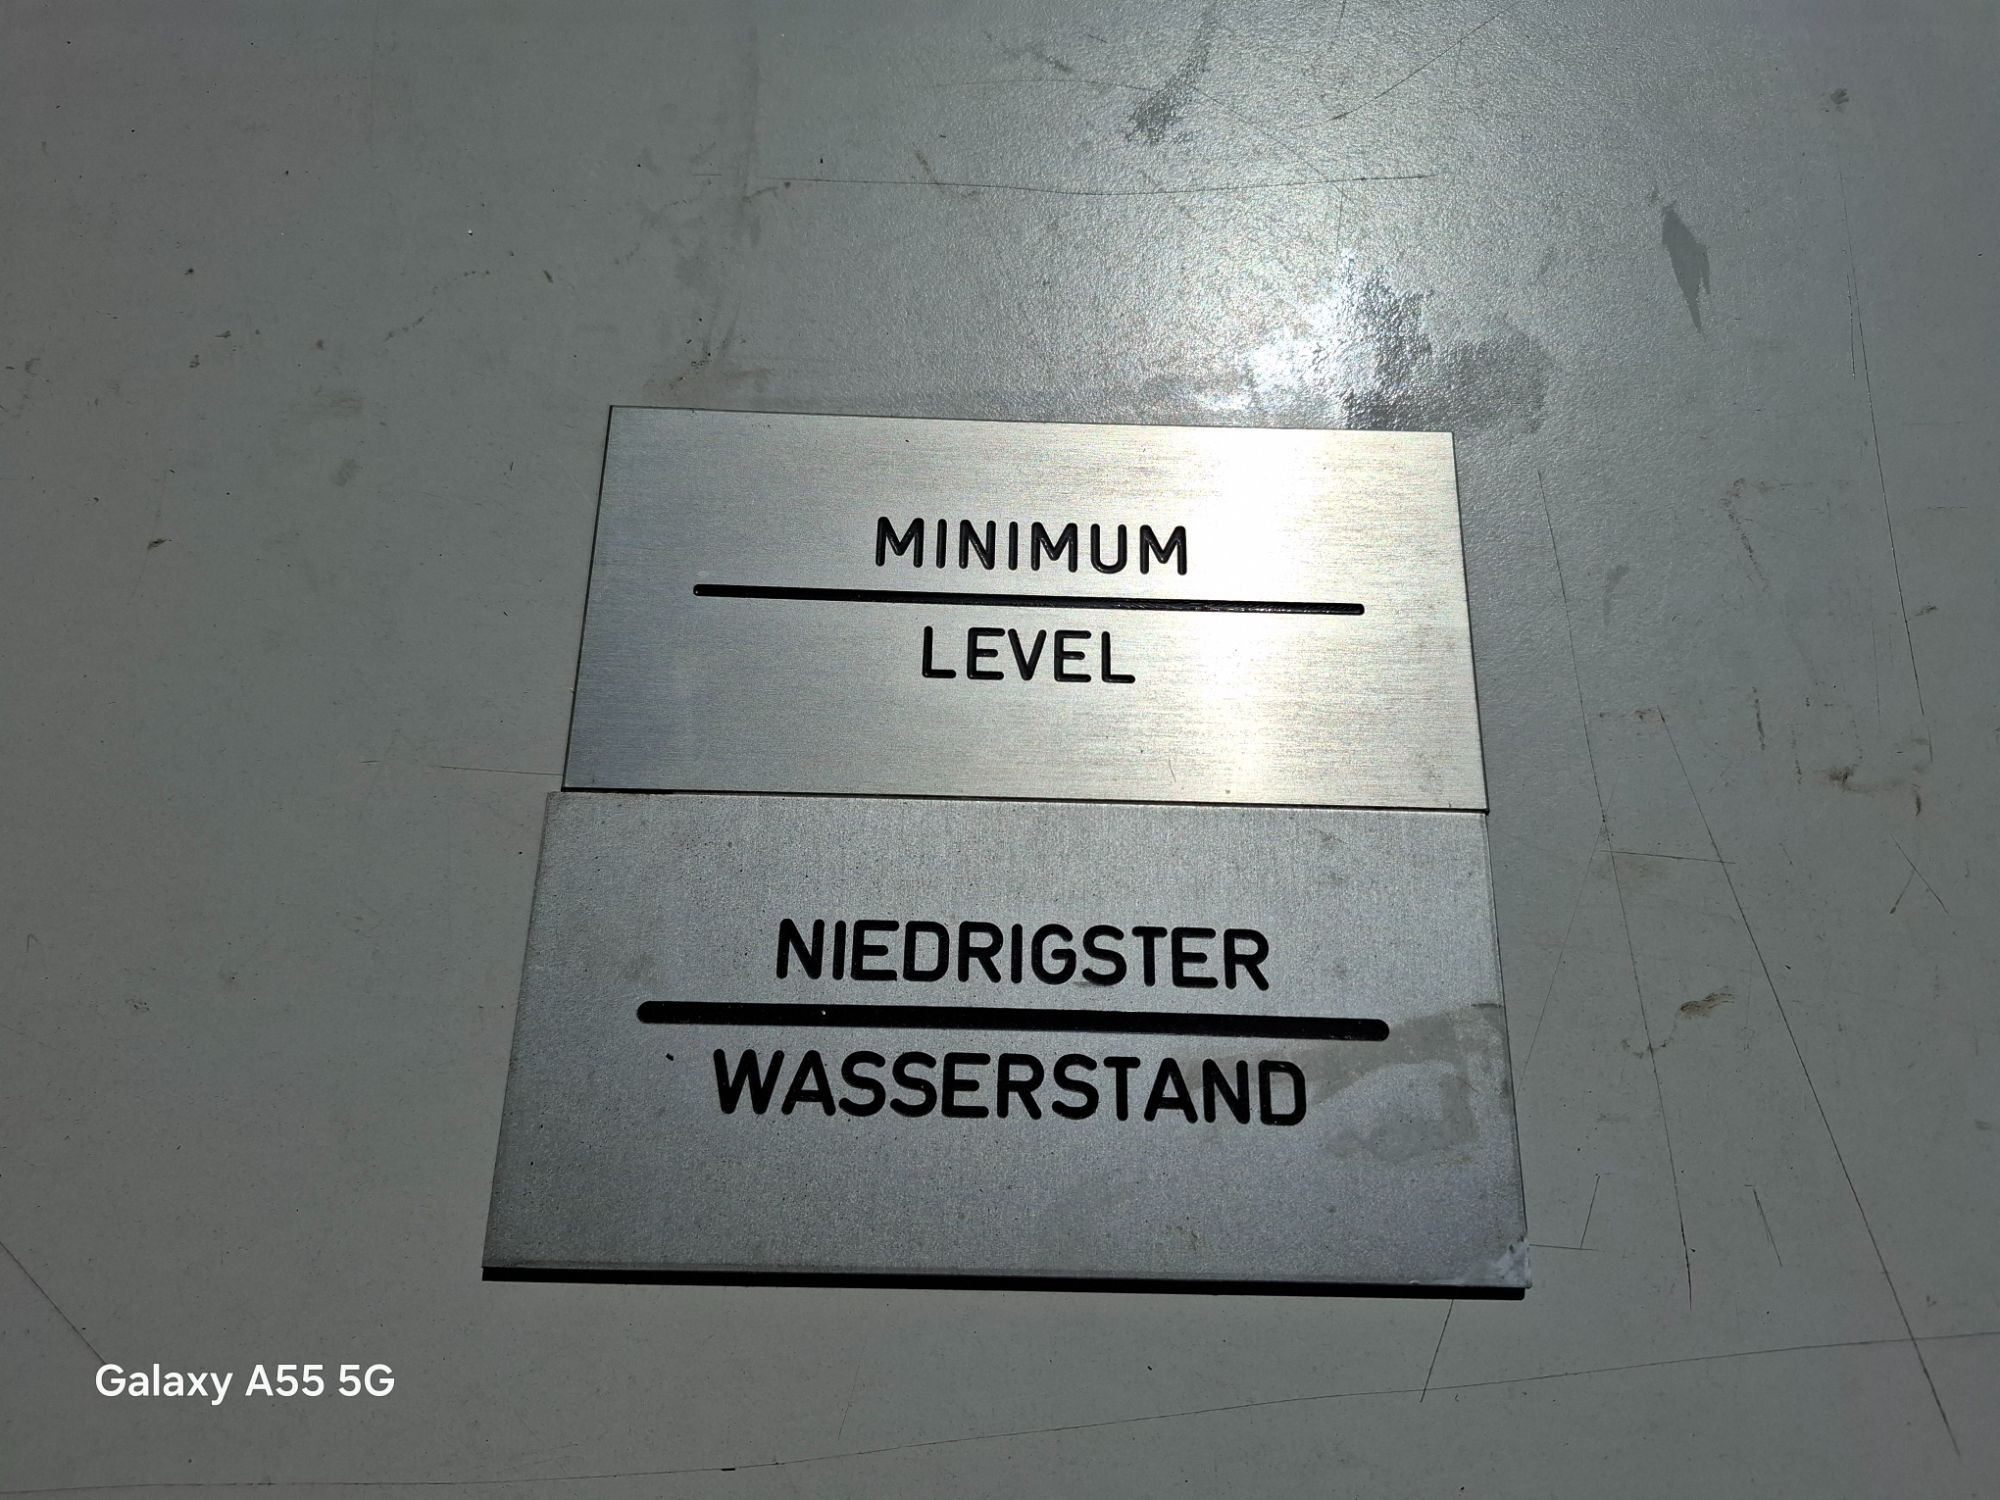 MINIMUM
LEVEL
NIEDRIGSTER
WASSERSTAND
Galaxy A55 5G